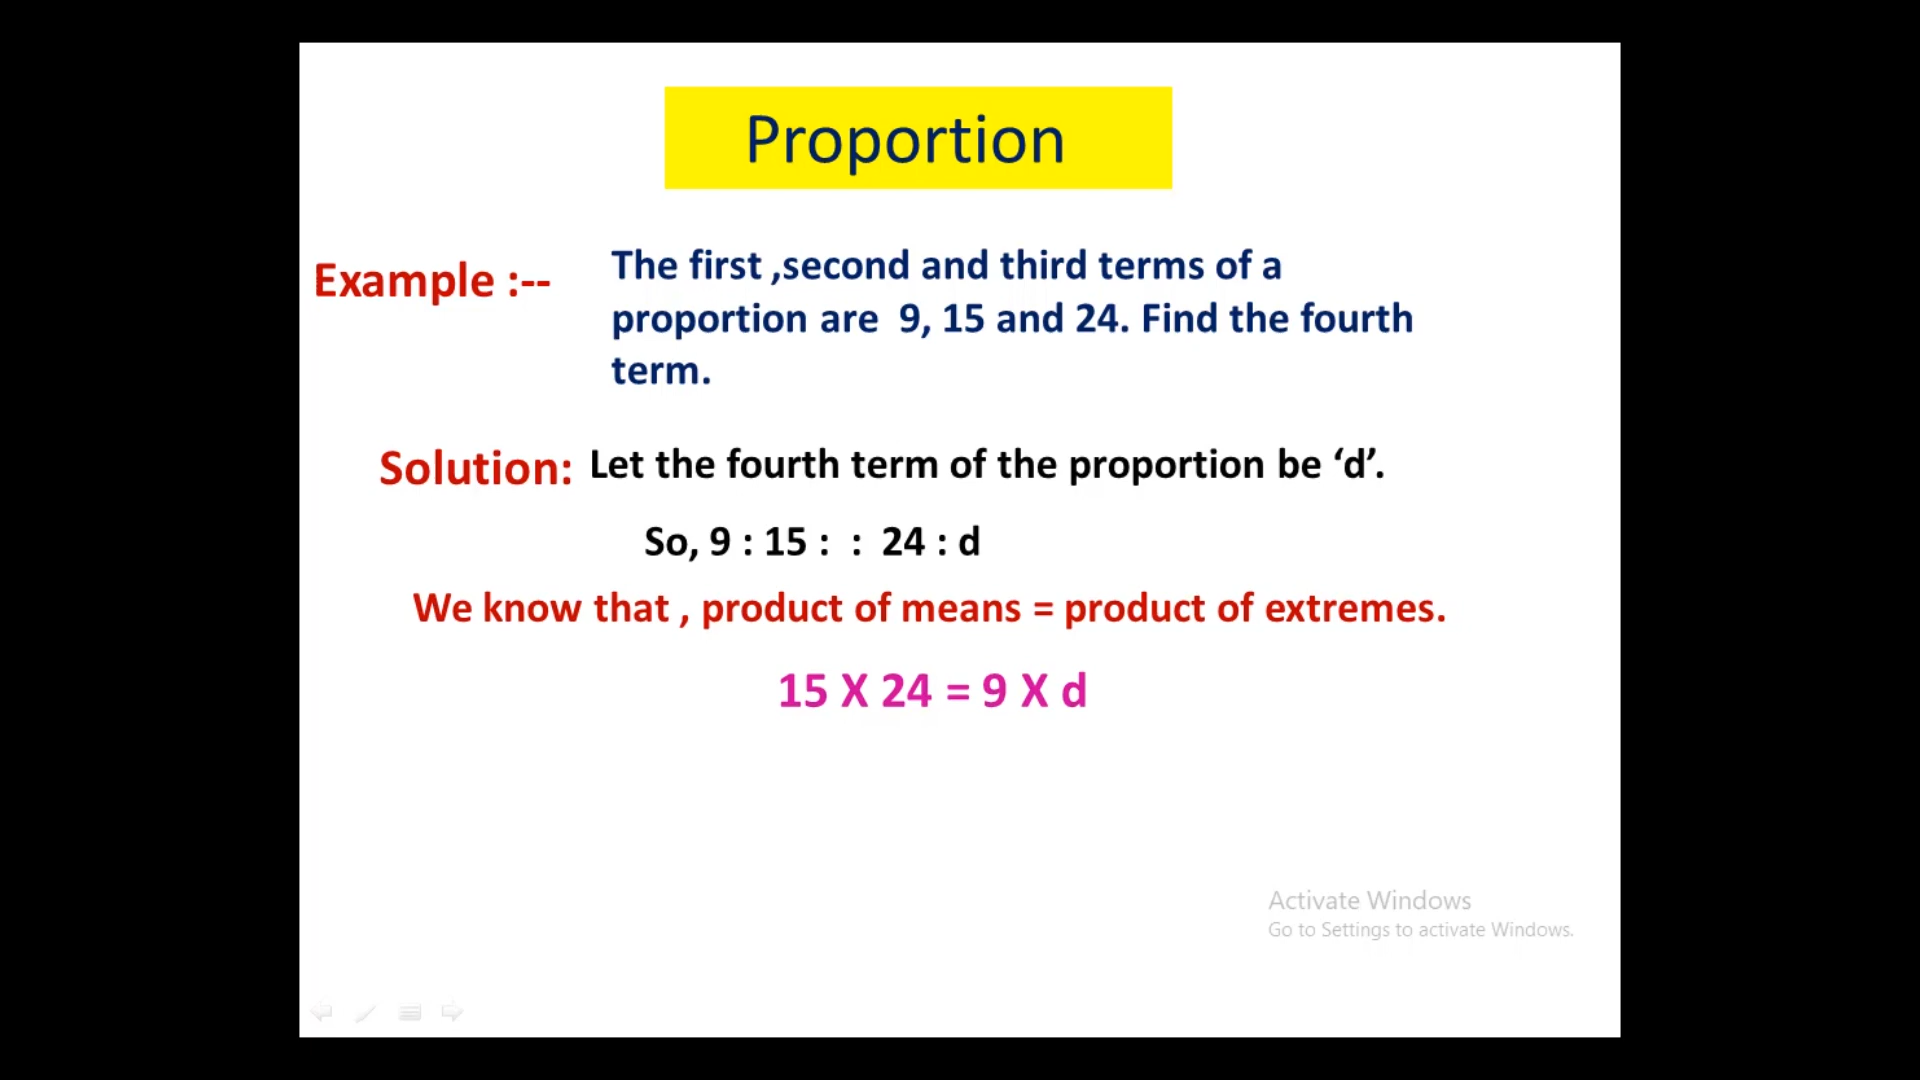 Proportion
Example :--
The first ,second and third terms of a
proportion are 9, 15 and 24. Find the fourth
term.
Solution: Let the fourth term of the proportion be ‘d’.
So, 9 : 15 : : 24 : d
We know that , product of means = product of extremes.
15 X 24 = 9 X d
Activate Windows
Go to Settings to activate Windows.